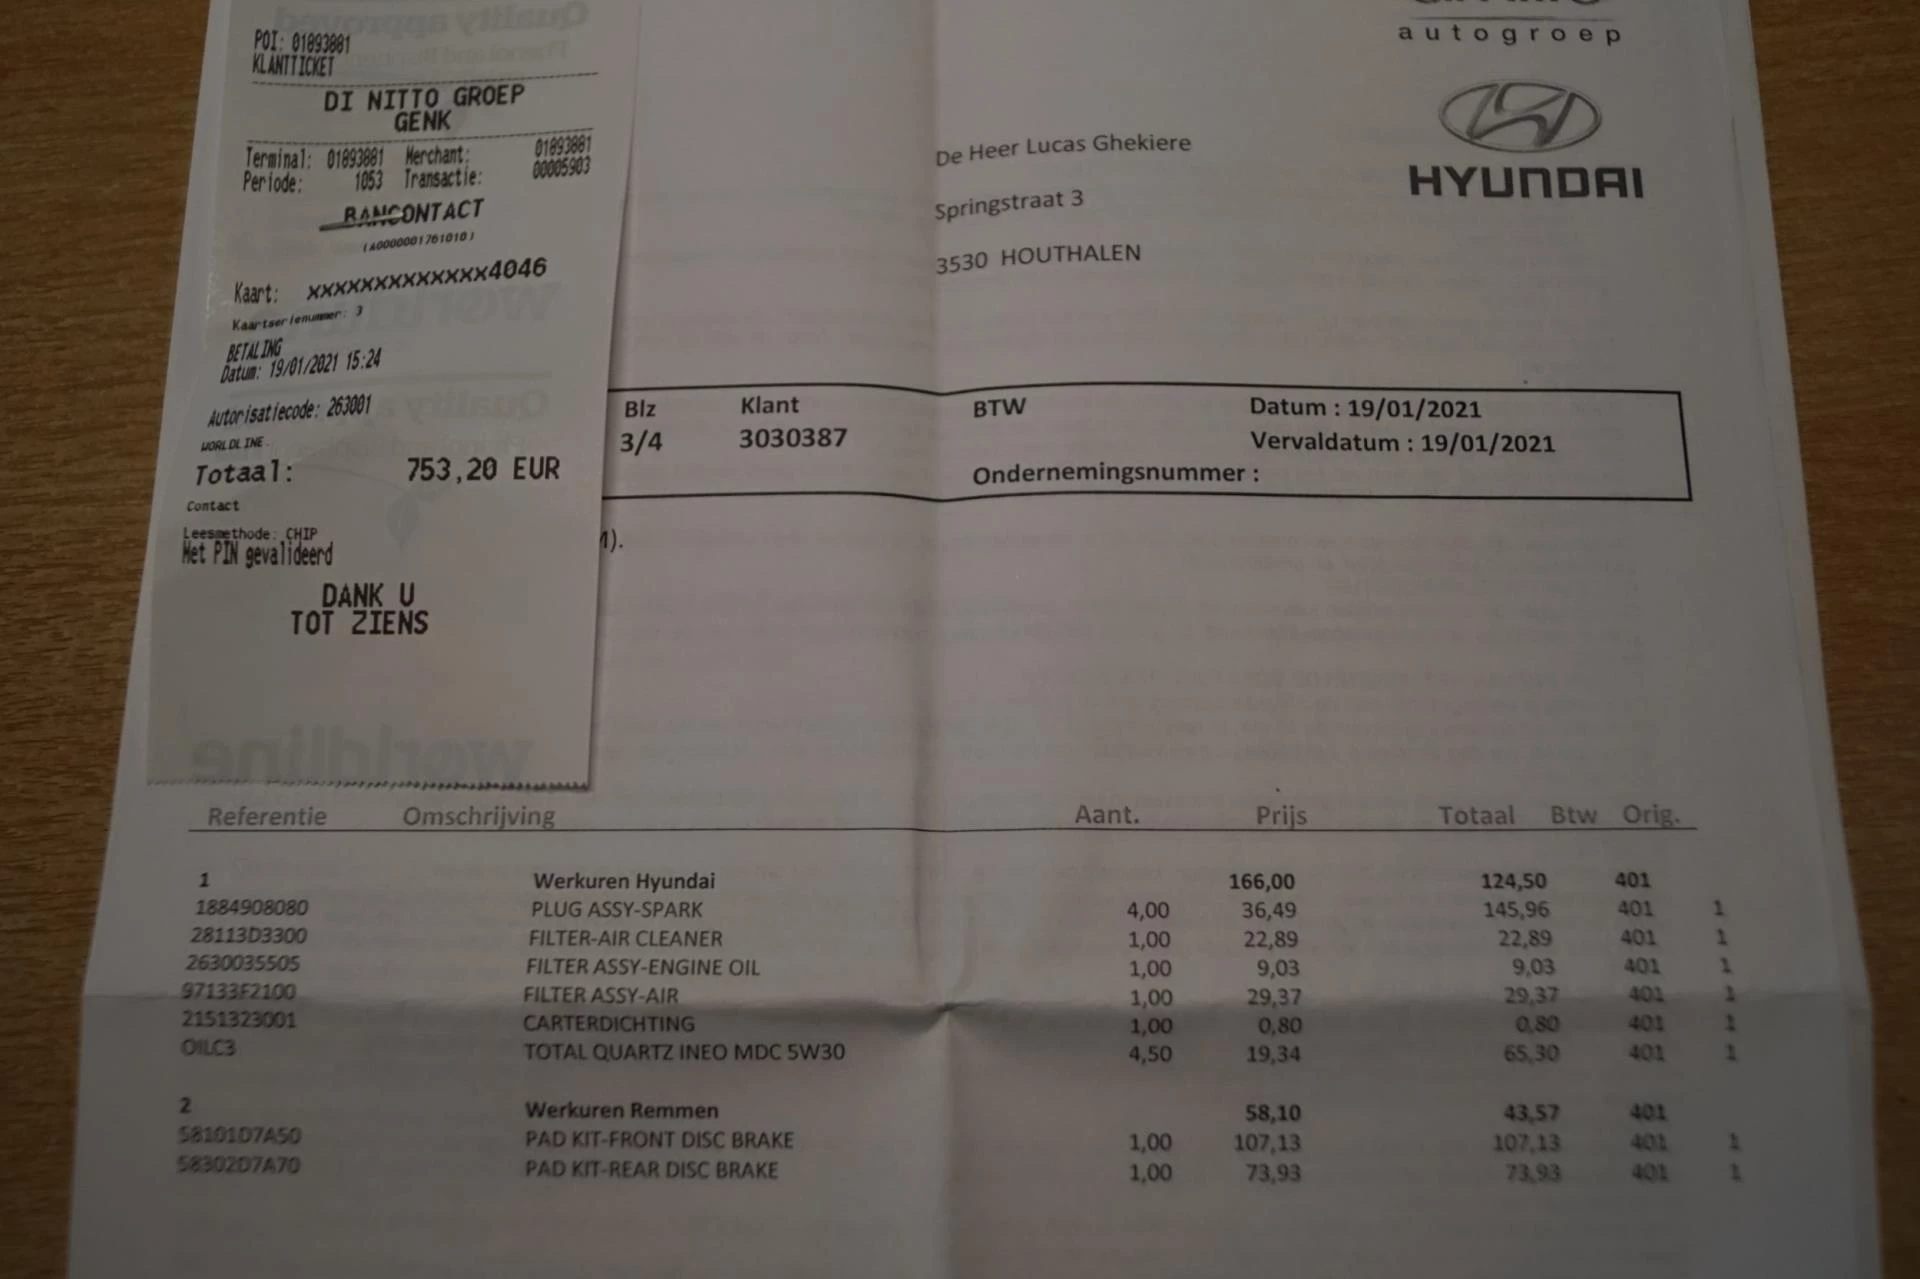 POI: 01893881
KLANTTICKET
DI NITTO GROEP
GENK
Terminal: 01893881 Merchant: 01893881
Periode: 1053 Transactie: 00005903
BANCONTACT
(A0000001761010)
Kaart: xxxxxxxxxxxxx4046
Kaartserienummer: 3
BETALING
Datum: 19/01/2021 15:24
Autorisatiecode: 263001
WORLDLINE
Totaal: 753,20 EUR
Contact
Leesmethode: CHIP
Met PIN gevalideerd
DANK U
TOT ZIENS
worldline
autogroep
HYUNDAI
De Heer Lucas Ghekiere
Springstraat 3
3530 HOUTHALEN
Blz Klant BTW Datum : 19/01/2021
3/4 3030387 Vervaldatum : 19/01/2021
Ondernemingsnummer :
).
Referentie Omschrijving Aant. Prijs Totaal Btw Orig.
1 Werkuren Hyundai 166,00 124,50 401
1884908080 PLUG ASSY-SPARK 4,00 36,49 145,96 401 1
28113D3300 FILTER-AIR CLEANER 1,00 22,89 22,89 401 1
2630035505 FILTER ASSY-ENGINE OIL 1,00 9,03 9,03 401 1
97133F2100 FILTER ASSY-AIR 1,00 29,37 29,37 401 1
2151323001 CARTERDICHTING 1,00 0,80 0,80 401 1
OILC3 TOTAL QUARTZ INEO MDC 5W30 4,50 19,34 65,30 401 1
2 Werkuren Remmen 58,10 43,57 401
58101D7A50 PAD KIT-FRONT DISC BRAKE 1,00 107,13 107,13 401 1
58302D7A70 PAD KIT-REAR DISC BRAKE 1,00 73,93 73,93 401 1